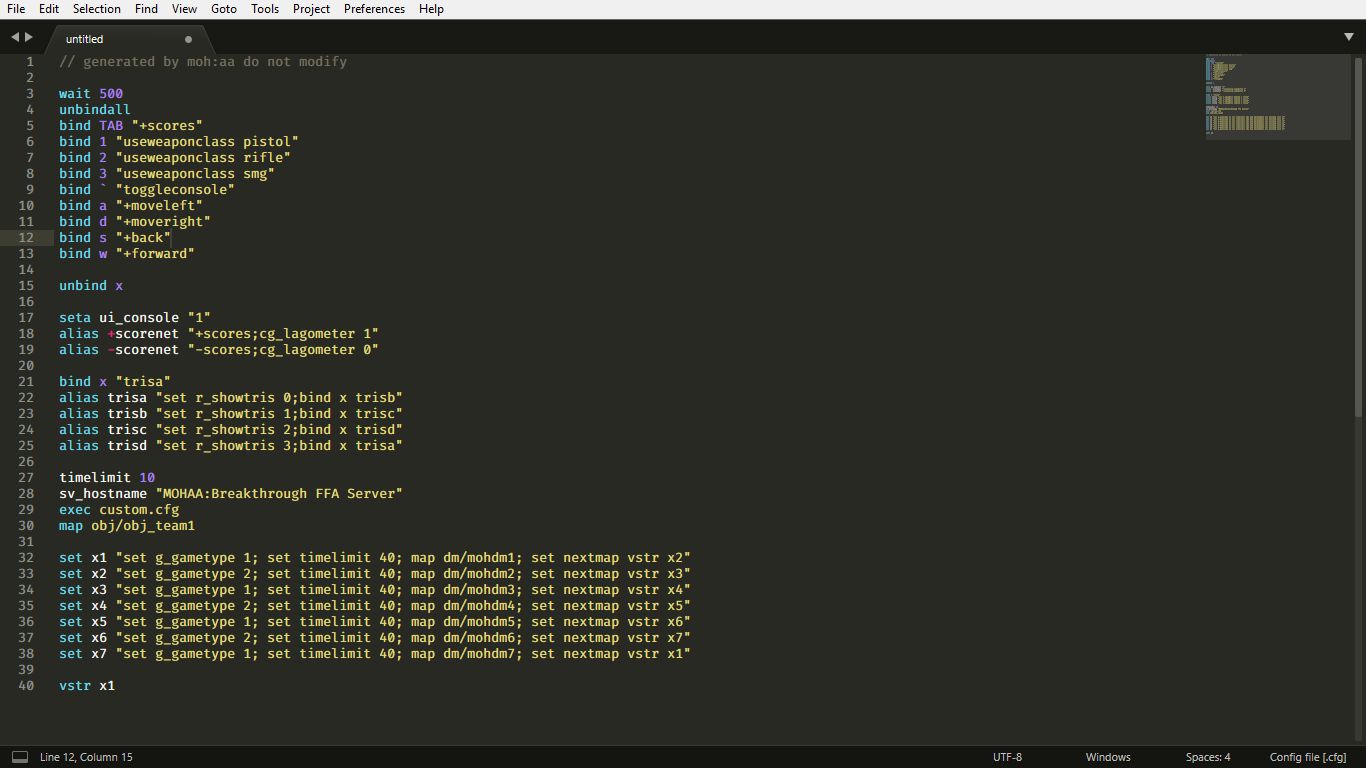 File Edit Selection Find View Goto Tools Project Preferences Help
untitled
1 // generated by moh:aa do not modify
2
3 wait 500
4 unbindall
5 bind TAB "+scores"
6 bind 1 "useweaponclass pistol"
7 bind 2 "useweaponclass rifle"
8 bind 3 "useweaponclass smg"
9 bind ` "toggleconsole"
10 bind a "+moveleft"
11 bind d "+moveright"
12 bind s "+back"
13 bind w "+forward"
14
15 unbind x
16
17 seta ui_console "1"
18 alias +scorenet "+scores;cg_lagometer 1"
19 alias -scorenet "-scores;cg_lagometer 0"
20
21 bind x "trisa"
22 alias trisa "set r_showtris 0;bind x trisb"
23 alias trisb "set r_showtris 1;bind x trisc"
24 alias trisc "set r_showtris 2;bind x trisd"
25 alias trisd "set r_showtris 3;bind x trisa"
26
27 timelimit 10
28 sv_hostname "MOHAA:Breakthrough FFA Server"
29 exec custom.cfg
30 map obj/obj_team1
31
32 set x1 "set g_gametype 1; set timelimit 40; map dm/mohdm1; set nextmap vstr x2"
33 set x2 "set g_gametype 2; set timelimit 40; map dm/mohdm2; set nextmap vstr x3"
34 set x3 "set g_gametype 1; set timelimit 40; map dm/mohdm3; set nextmap vstr x4"
35 set x4 "set g_gametype 2; set timelimit 40; map dm/mohdm4; set nextmap vstr x5"
36 set x5 "set g_gametype 1; set timelimit 40; map dm/mohdm5; set nextmap vstr x6"
37 set x6 "set g_gametype 2; set timelimit 40; map dm/mohdm6; set nextmap vstr x7"
38 set x7 "set g_gametype 1; set timelimit 40; map dm/mohdm7; set nextmap vstr x1"
39
40 vstr x1
Line 12, Column 15 UTF-8 Windows Spaces: 4 Config file [.cfg]